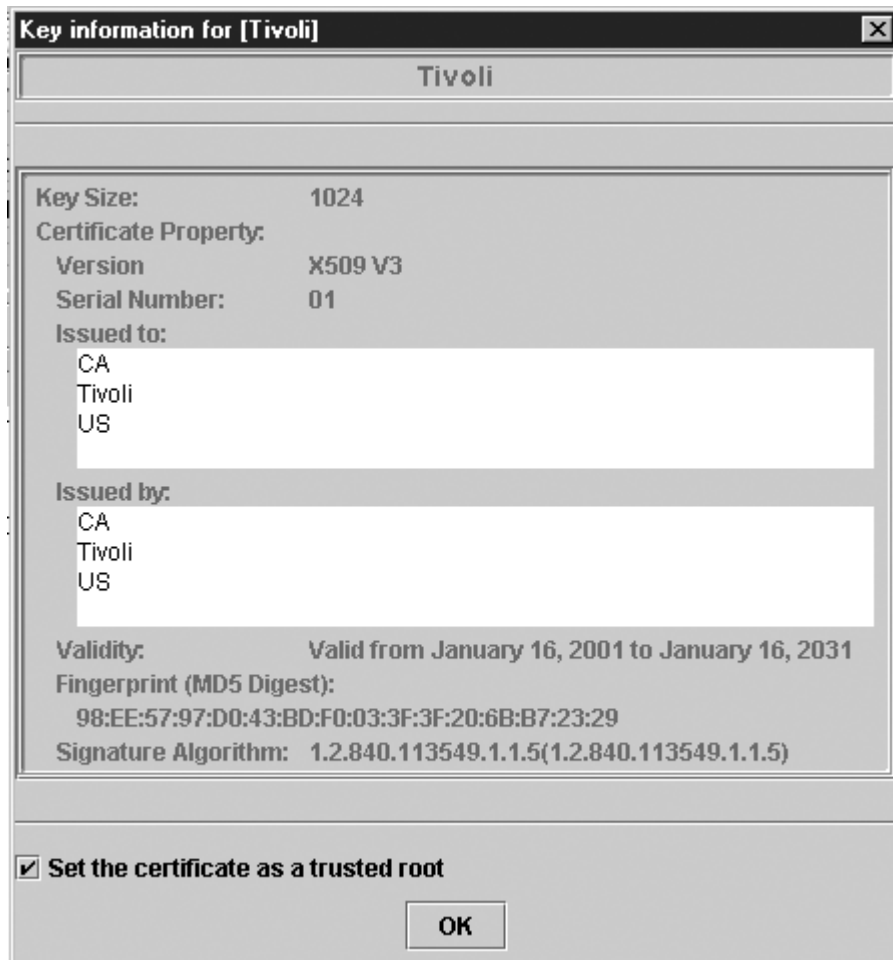 Key information for [Tivoli]
Tivoli
Key Size: 1024
Certificate Property:
Version X509 V3
Serial Number: 01
Issued to:
CA
Tivoli
US
Issued by:
CA
Tivoli
US
Validity: Valid from January 16, 2001 to January 16, 2031
Fingerprint (MD5 Digest):
98:EE:57:97:D0:43:BD:F0:03:3F:3F:20:6B:B7:23:29
Signature Algorithm: 1.2.840.113549.1.1.5(1.2.840.113549.1.1.5)
Set the certificate as a trusted root
OK